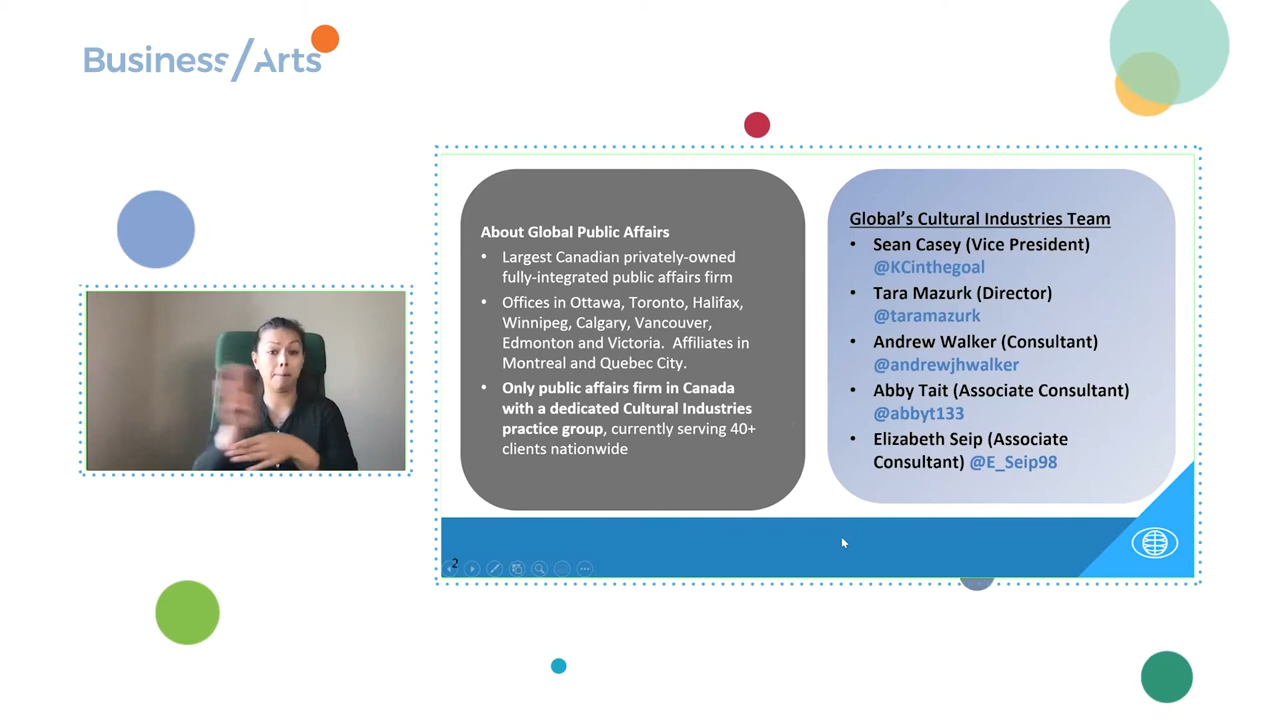 Business/Arts
About Global Public Affairs
• Largest Canadian privately-owned
fully-integrated public affairs firm
• Offices in Ottawa, Toronto, Halifax,
Winnipeg, Calgary, Vancouver,
Edmonton and Victoria.  Affiliates in
Montreal and Quebec City.
• Only public affairs firm in Canada
with a dedicated Cultural Industries
practice group, currently serving 40+
clients nationwide
Global's Cultural Industries Team
• Sean Casey (Vice President)
@KCinthegoal
• Tara Mazurk (Director)
@taramazurk
• Andrew Walker (Consultant)
@andrewjhwalker
• Abby Tait (Associate Consultant)
@abbyt133
• Elizabeth Seip (Associate
Consultant) @E_Seip98
2